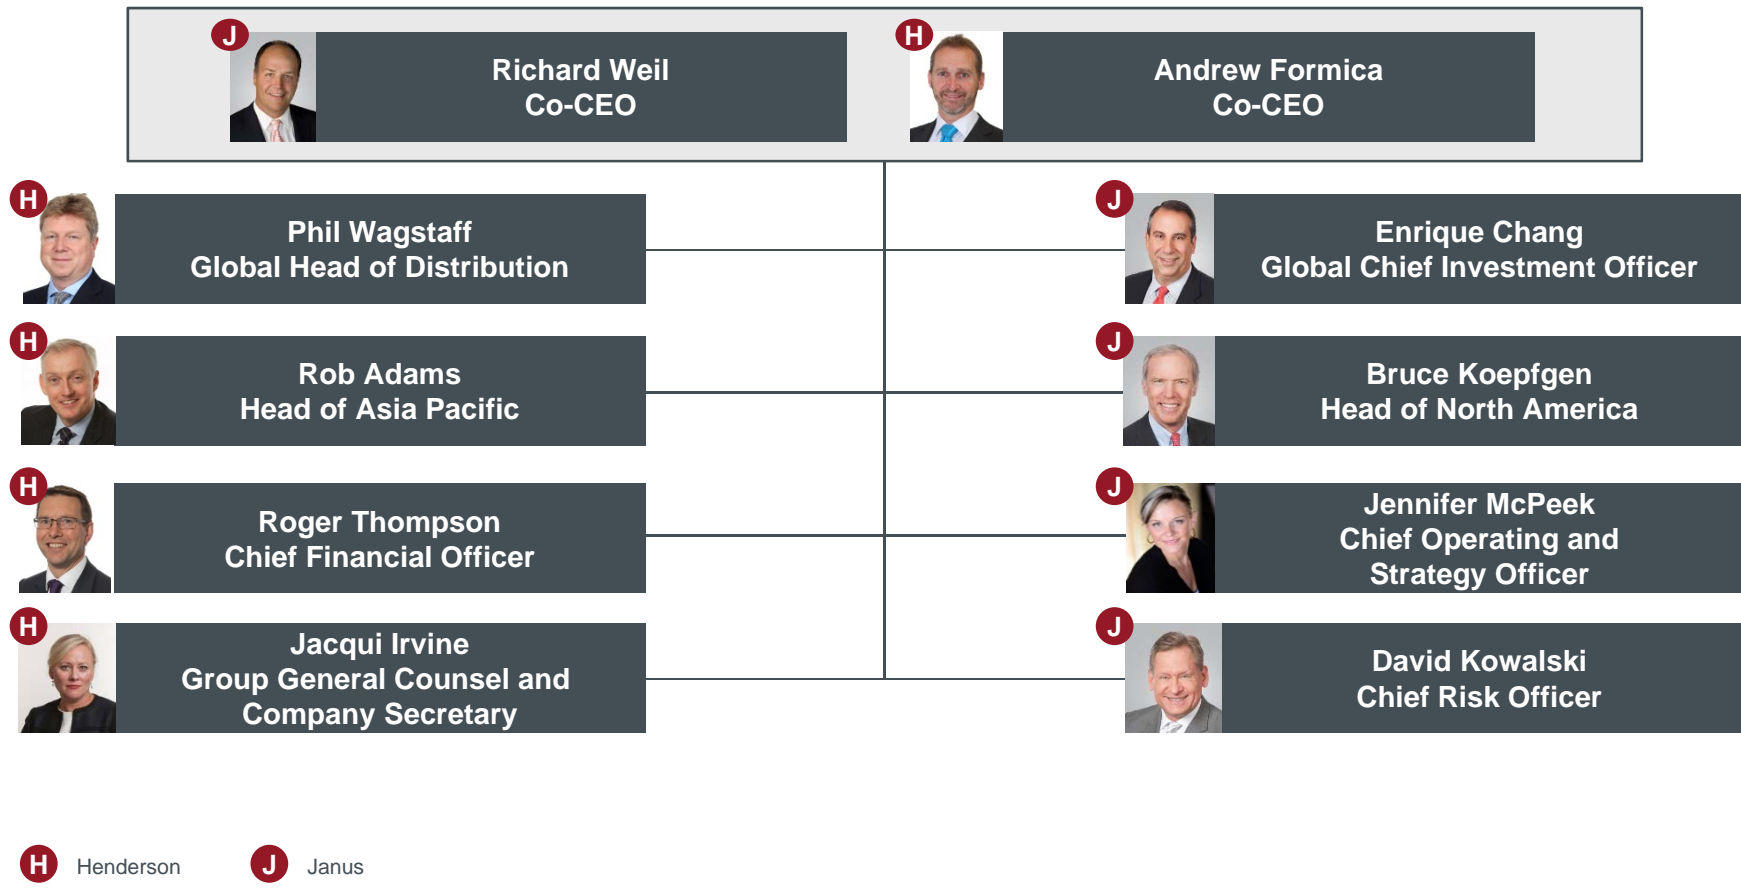 J
Richard Weil
Co-CEO
H
Andrew Formica
Co-CEO
H
Phil Wagstaff
Global Head of Distribution
J
Enrique Chang
Global Chief Investment Officer
H
Rob Adams
Head of Asia Pacific
J
Bruce Koepfgen
Head of North America
H
Roger Thompson
Chief Financial Officer
J
Jennifer McPeek
Chief Operating and
Strategy Officer
H
Jacqui Irvine
Group General Counsel and
Company Secretary
J
David Kowalski
Chief Risk Officer
H Henderson
J Janus